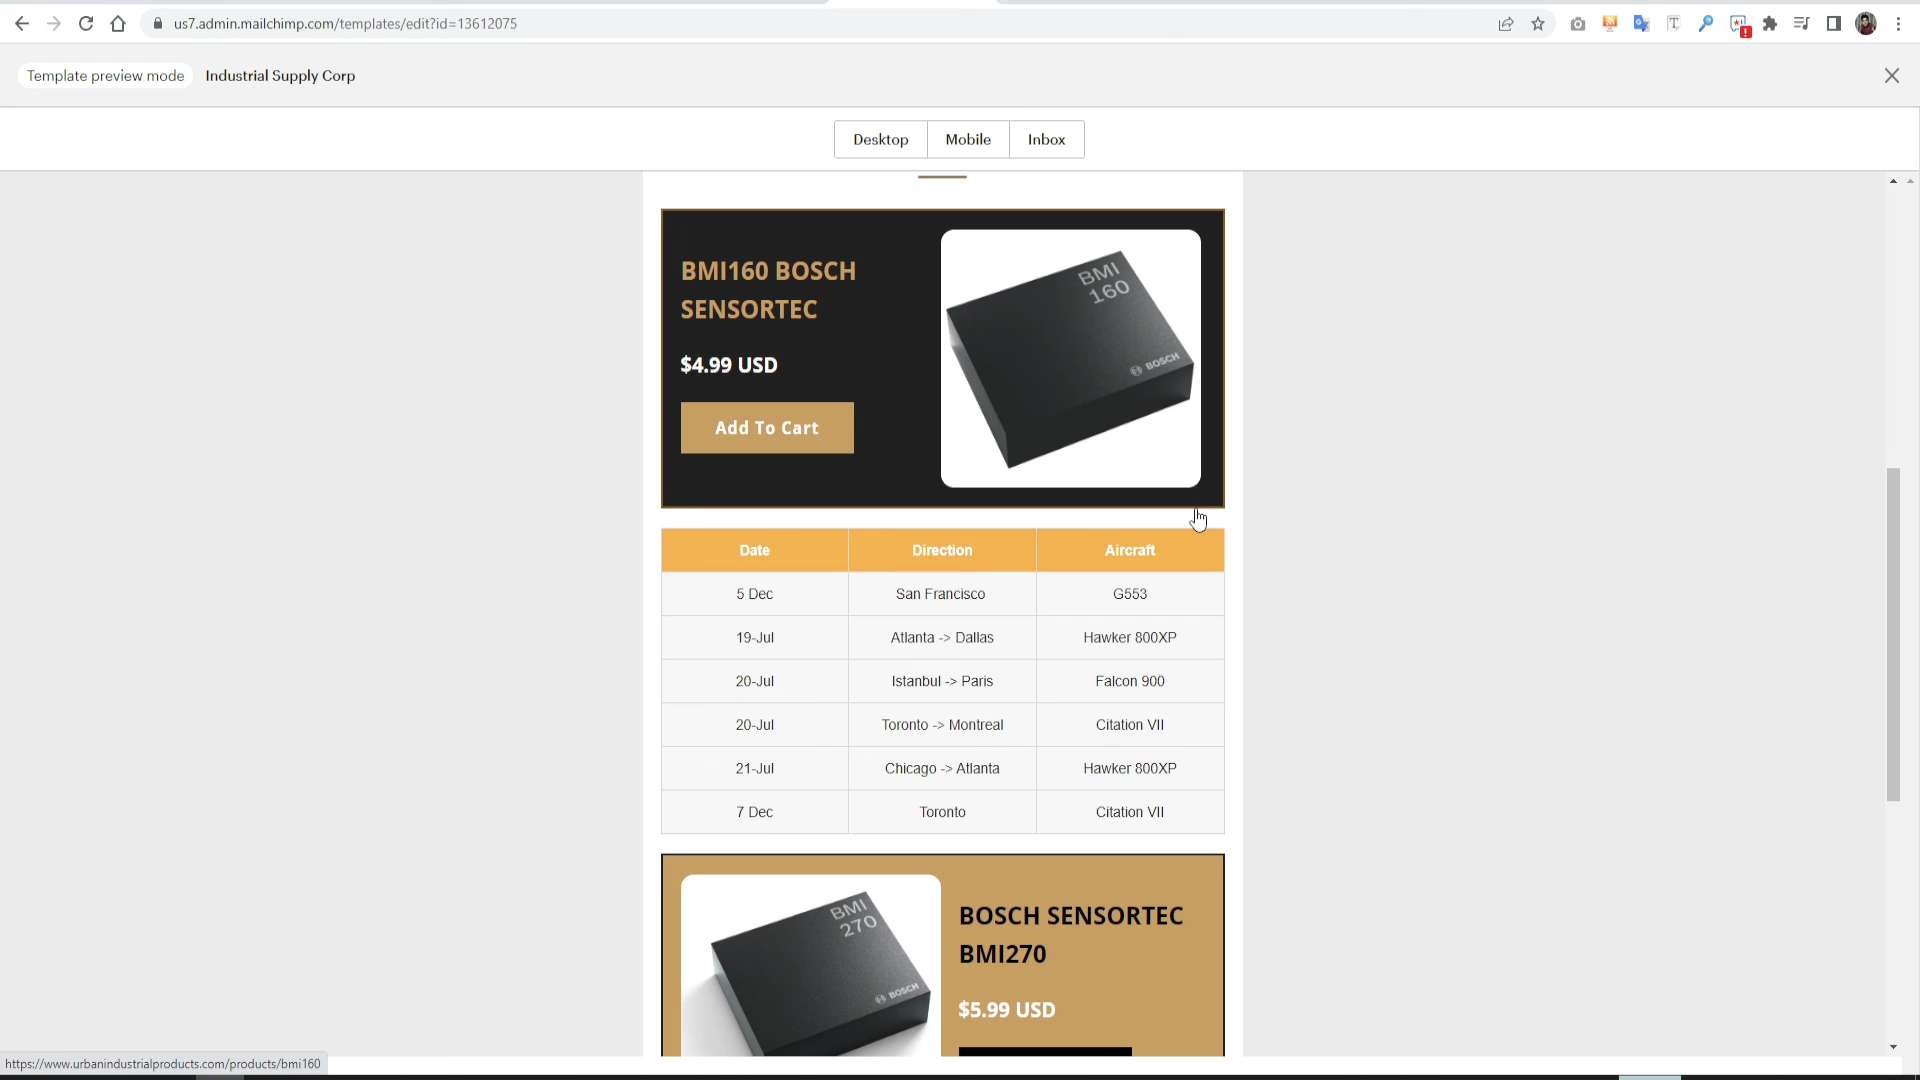 us7.admin.mailchimp.com/templates/edit?id=13612075
Template preview mode
Industrial Supply Corp
Desktop
Mobile
Inbox
BMI160 BOSCH
SENSORTEC
$4.99 USD
Add To Cart
BMI
160
BOSCH
Date Direction Aircraft
5 Dec San Francisco G553
19-Jul Atlanta -> Dallas Hawker 800XP
20-Jul Istanbul -> Paris Falcon 900
20-Jul Toronto -> Montreal Citation VII
21-Jul Chicago -> Atlanta Hawker 800XP
7 Dec Toronto Citation VII
BMI
270
BOSCH
BOSCH SENSORTEC
BMI270
$5.99 USD
https://www.urbanindustrialproducts.com/products/bmi160